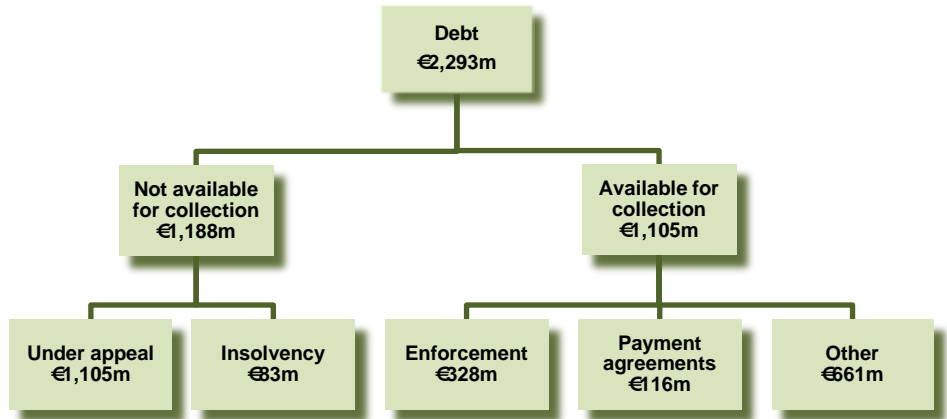 Debt
€2,293m
Not available
for collection
€1,188m
Available for
collection
€1,105m
Under appeal
€1,105m
Insolvency
€83m
Enforcement
€328m
Payment
agreements
€116m
Other
€661m